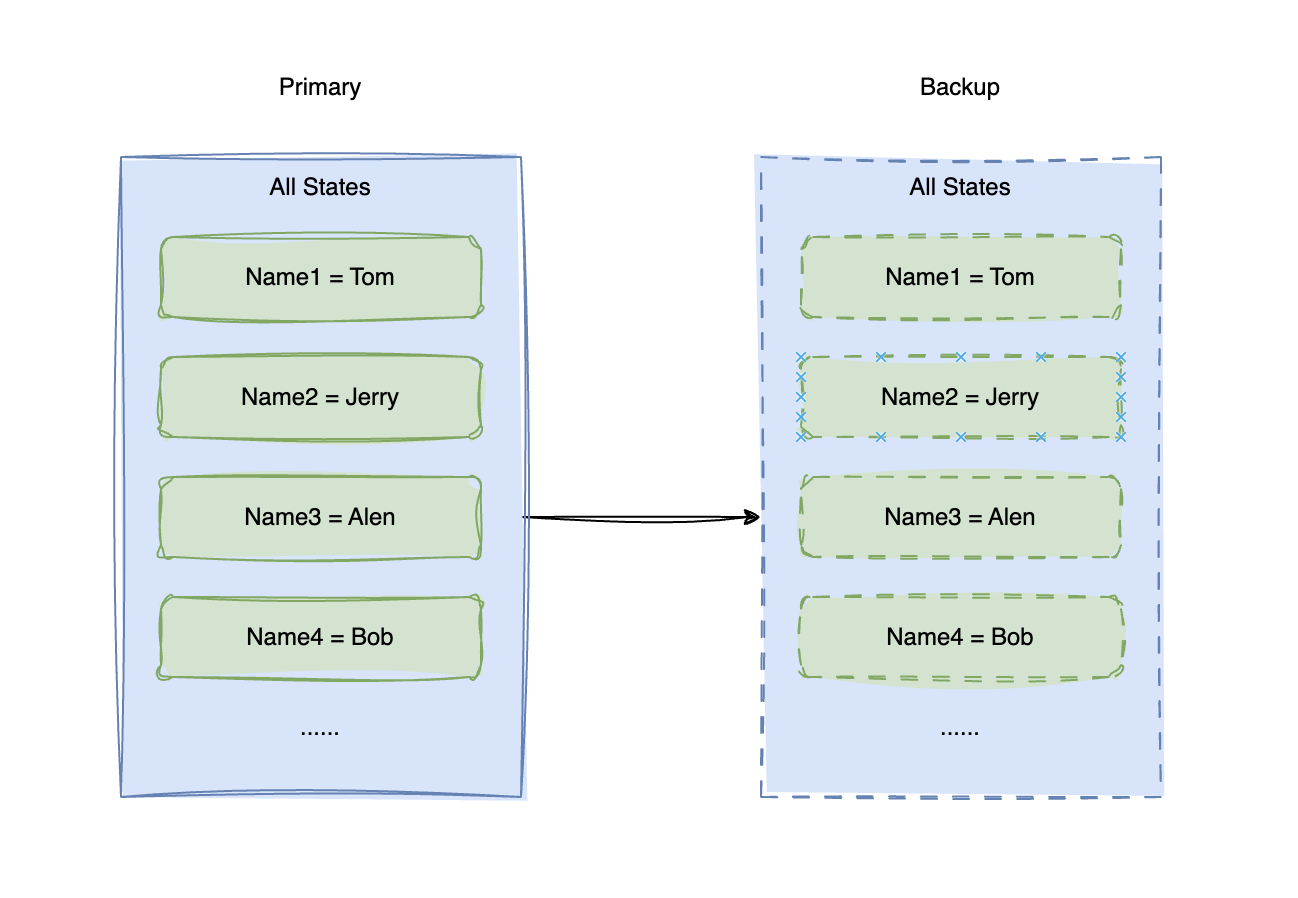 Primary
All States
Name1 = Tom
Name2 = Jerry
Name3 = Alen
Name4 = Bob
......
Backup
All States
Name1 = Tom
Name2 = Jerry
Name3 = Alen
Name4 = Bob
......